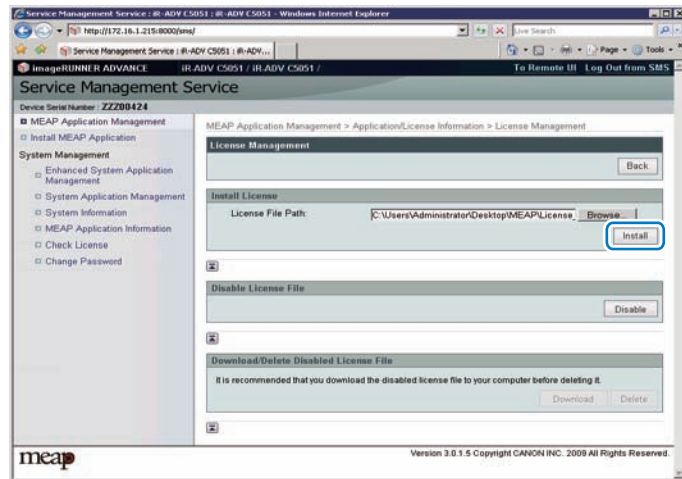 Service Management Service : iR-ADV C5051 : iR-ADV C5051 - Windows Internet Explorer
http://172.16.1.215:8000/sms/
Live Search
Service Management Service : iR-ADV C5051 : iR-ADV...
Page
Tools
imageRUNNER ADVANCE
iR-ADV C5051 / iR-ADV C5051 /
To Remote UI Log Out from SMS
Service Management Service
Device Serial Number : ZZZ00424
MEAP Application Management
Install MEAP Application
System Management
Enhanced System Application
Management
System Application Management
System Information
MEAP Application Information
Check License
Change Password
MEAP Application Management > Application/License Information > License Management
License Management
Back
Install License
License File Path:
C:\Users\Administrator\Desktop\MEAP\License_
Browse...
Install
Disable License File
Disable
Download/Delete Disabled License File
It is recommended that you download the disabled license file to your computer before deleting it.
Download
Delete
meap
Version 3.0.1.5 Copyright CANON INC. 2009 All Rights Reserved.